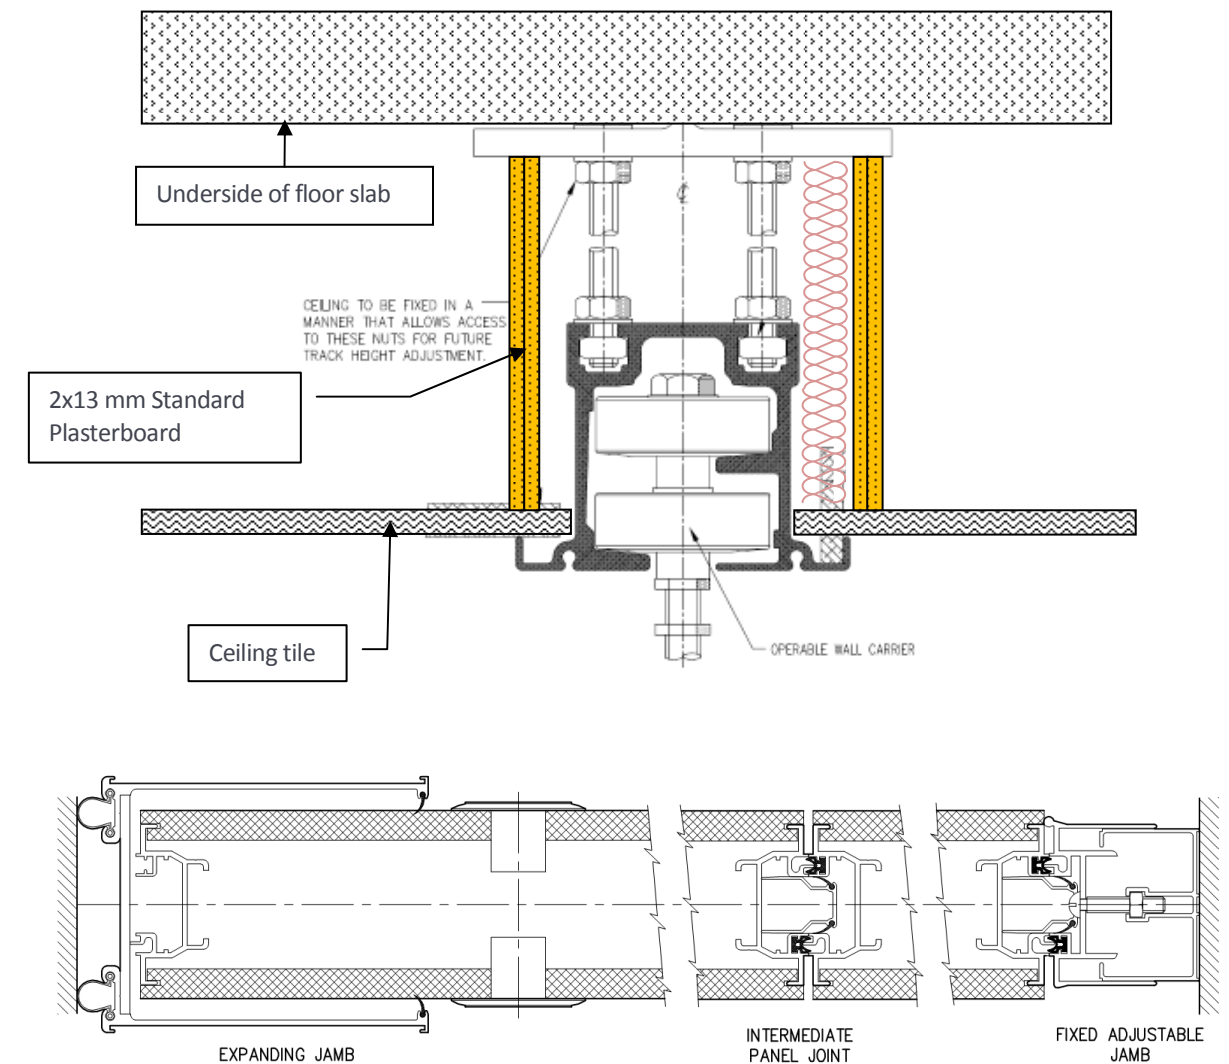 Underside of floor slab
℄
CEILING TO BE FIXED IN A
MANNER THAT ALLOWS ACCESS
TO THESE NUTS FOR FUTURE
TRACK HEIGHT ADJUSTMENT.
2x13 mm Standard
Plasterboard
Ceiling tile
OPERABLE WALL CARRIER
EXPANDING JAMB
INTERMEDIATE
PANEL JOINT
FIXED ADJUSTABLE
JAMB